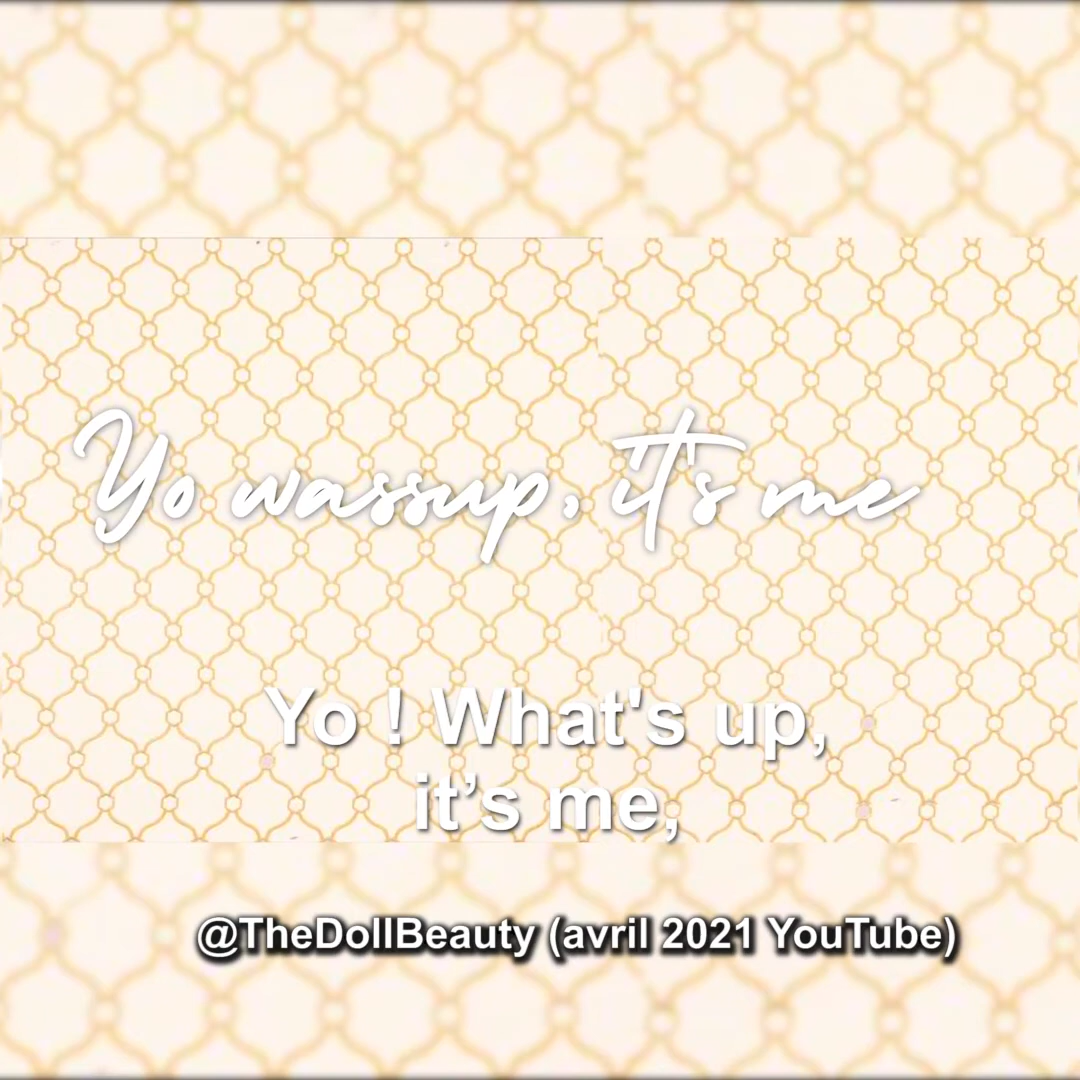 Yo wassup, it's me
Yo ! What's up,
it’s me,
@TheDollBeauty (avril 2021 YouTube)